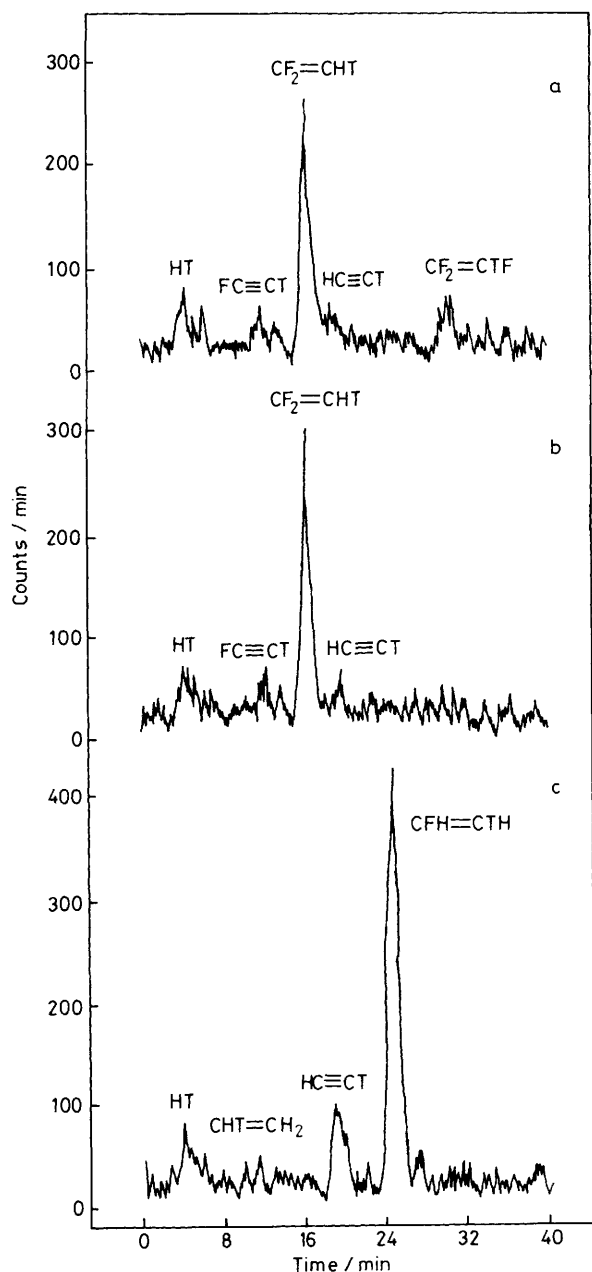 CF₂=CHT
a
300
200
HT
FC≡CT
HC≡CT
CF₂=CTF
100
0
CF₂=CHT
b
300
200
HT
FC≡CT
HC≡CT
100
0
Counts / min
c
400
CFH=CTH
300
200
HC≡CT
HT
CHT=CH₂
100
0
0 8 16 24 32 40
Time / min